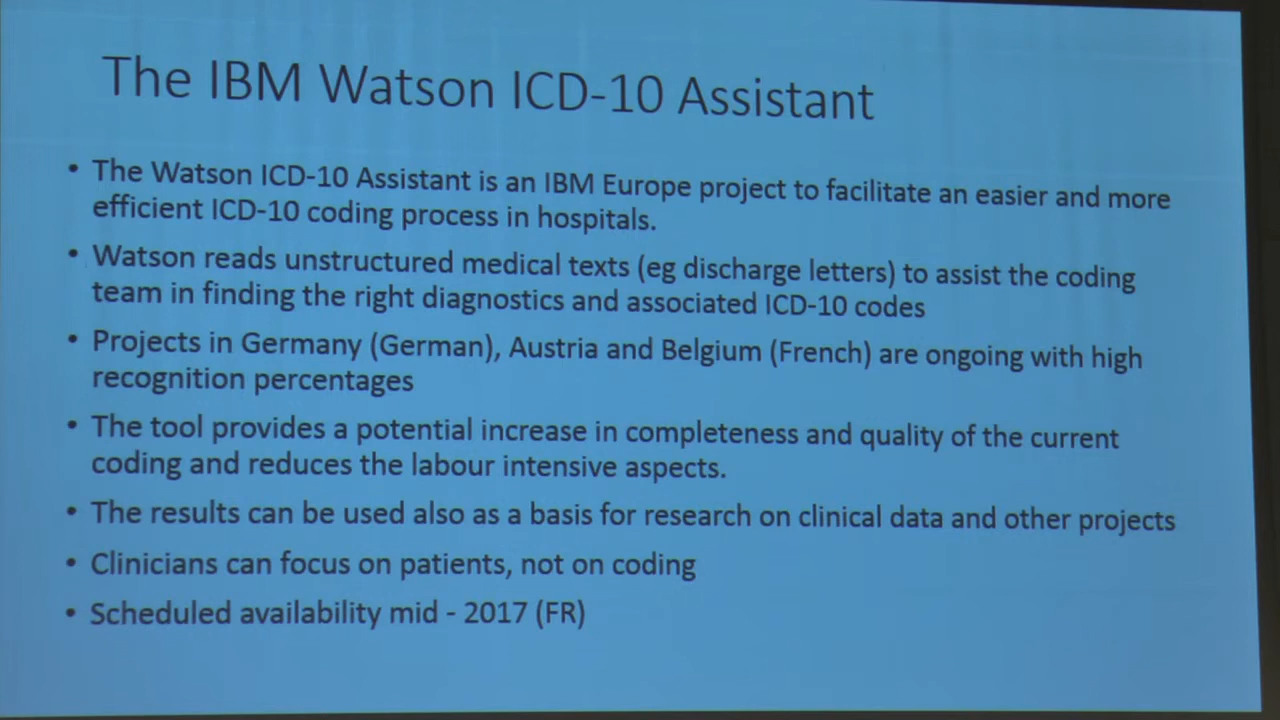 The IBM Watson ICD-10 Assistant
• The Watson ICD-10 Assistant is an IBM Europe project to facilitate an easier and more
efficient ICD-10 coding process in hospitals.
• Watson reads unstructured medical texts (eg discharge letters) to assist the coding
team in finding the right diagnostics and associated ICD-10 codes
• Projects in Germany (German), Austria and Belgium (French) are ongoing with high
recognition percentages
• The tool provides a potential increase in completeness and quality of the current
coding and reduces the labour intensive aspects.
• The results can be used also as a basis for research on clinical data and other projects
• Clinicians can focus on patients, not on coding
• Scheduled availability mid - 2017 (FR)